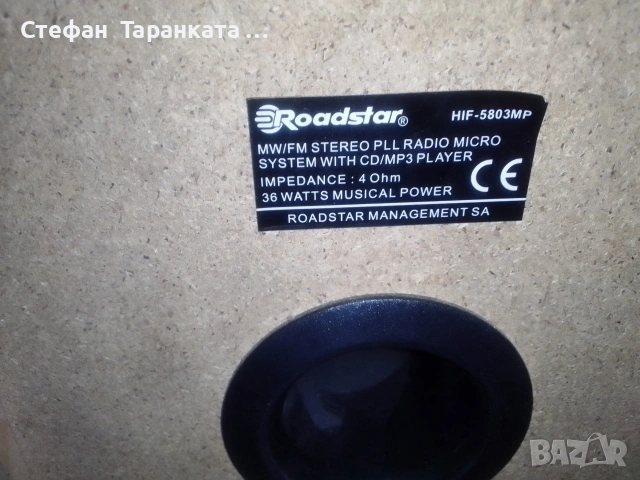 Стефан Таранката ...
Roadstar®
HIF-5803MP
MW/FM STEREO PLL RADIO MICRO
SYSTEM WITH CD/MP3 PLAYER
IMPEDANCE : 4 Ohm
36 WATTS MUSICAL POWER
CE
ROADSTAR MANAGEMENT SA
BAZAR